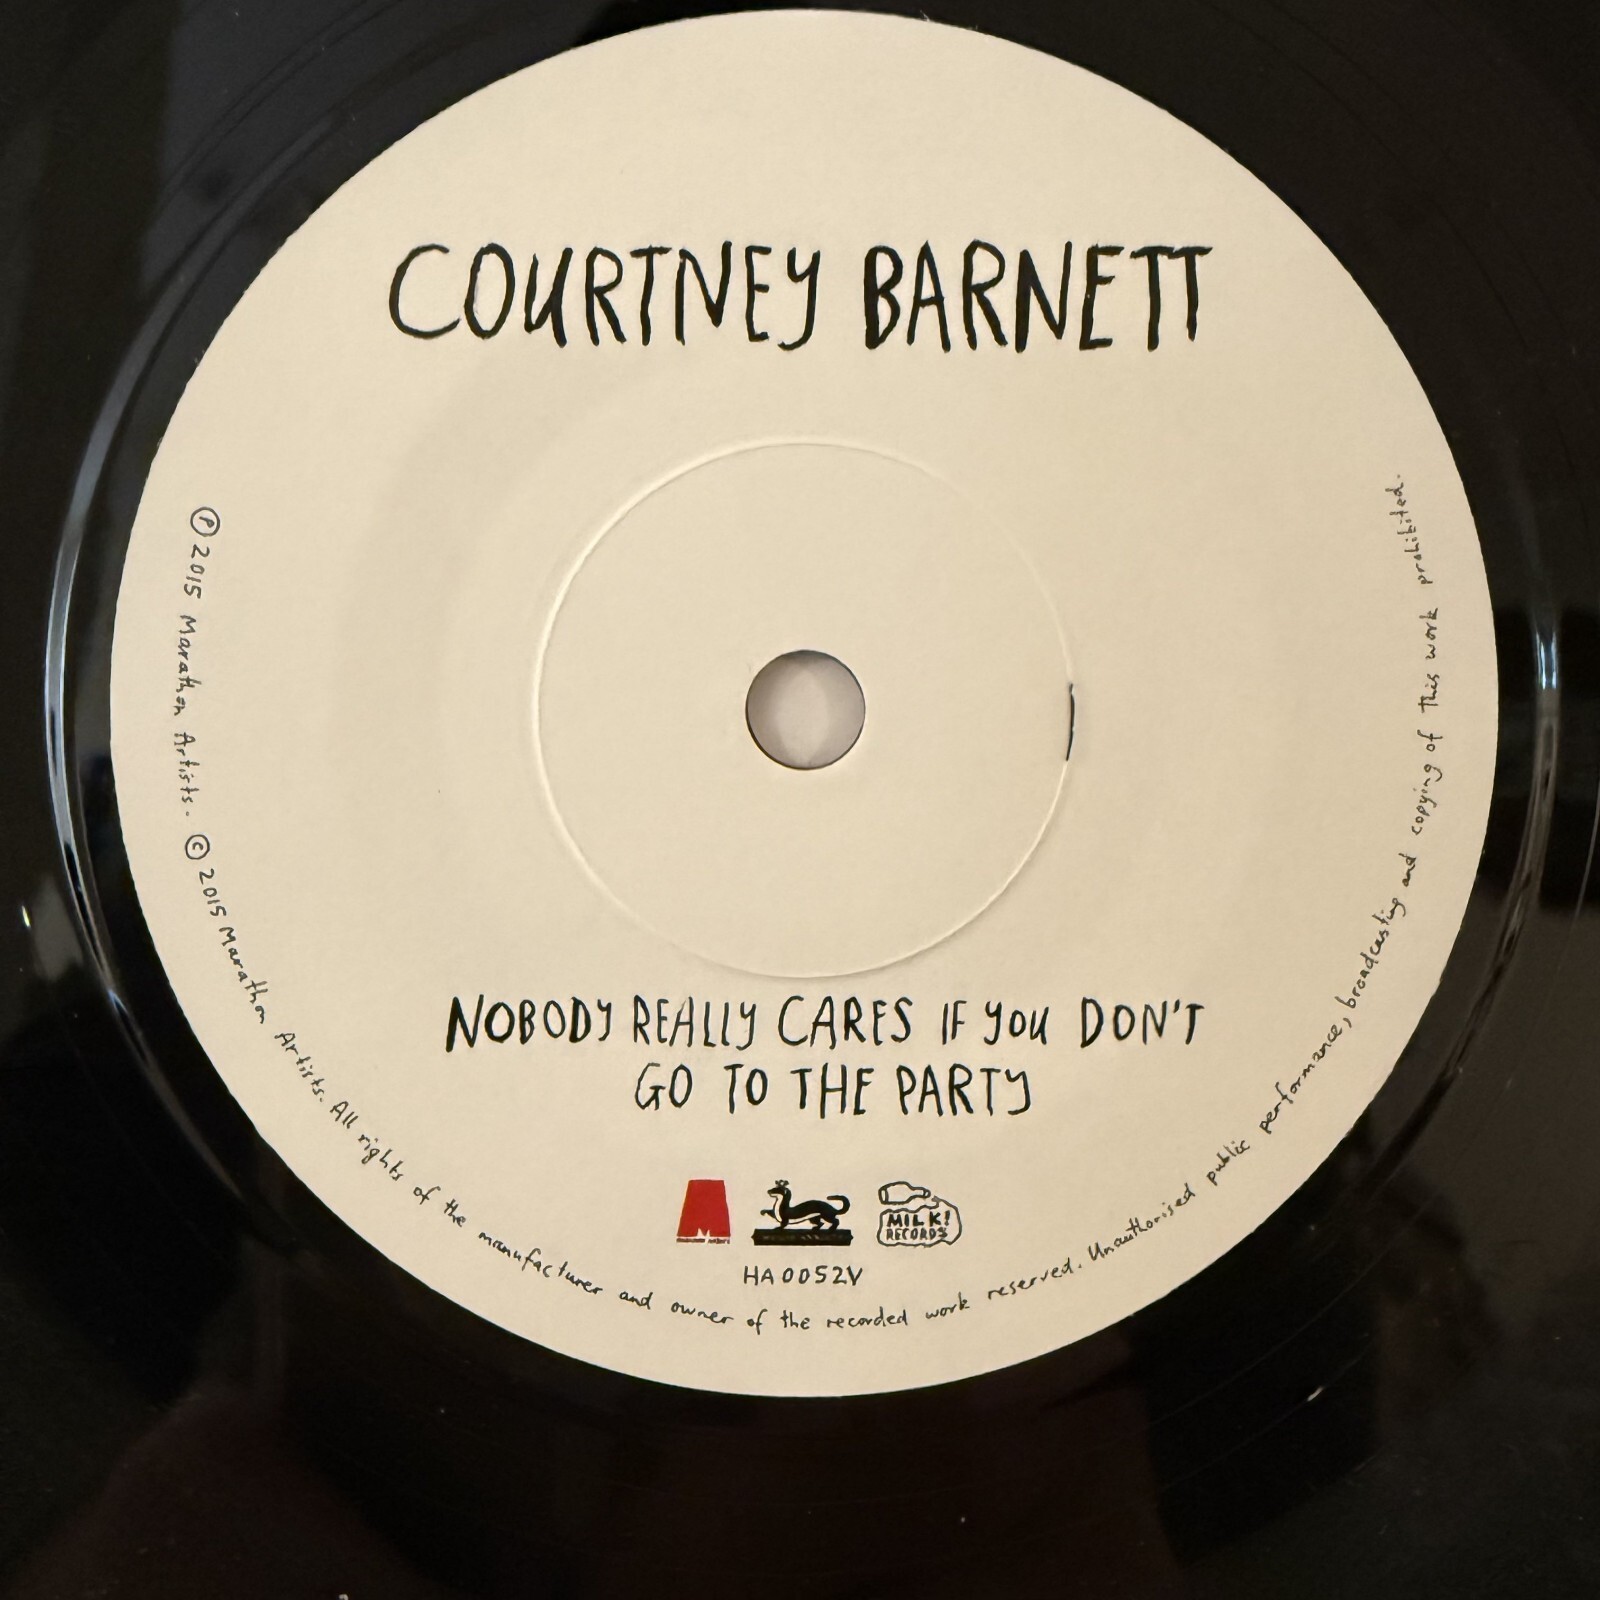 COURTNEY BARNETT
NOBODY REALLY CARES IF YOU DON'T
GO TO THE PARTY
MILK!
RECORDS
HA0052V
Ⓟ 2015 Marathon Artists. © 2015 Marathon Artists. All rights of the manufacturer and owner of the recorded work reserved. Unauthorised public performance, broadcasting and copying of this work prohibited.